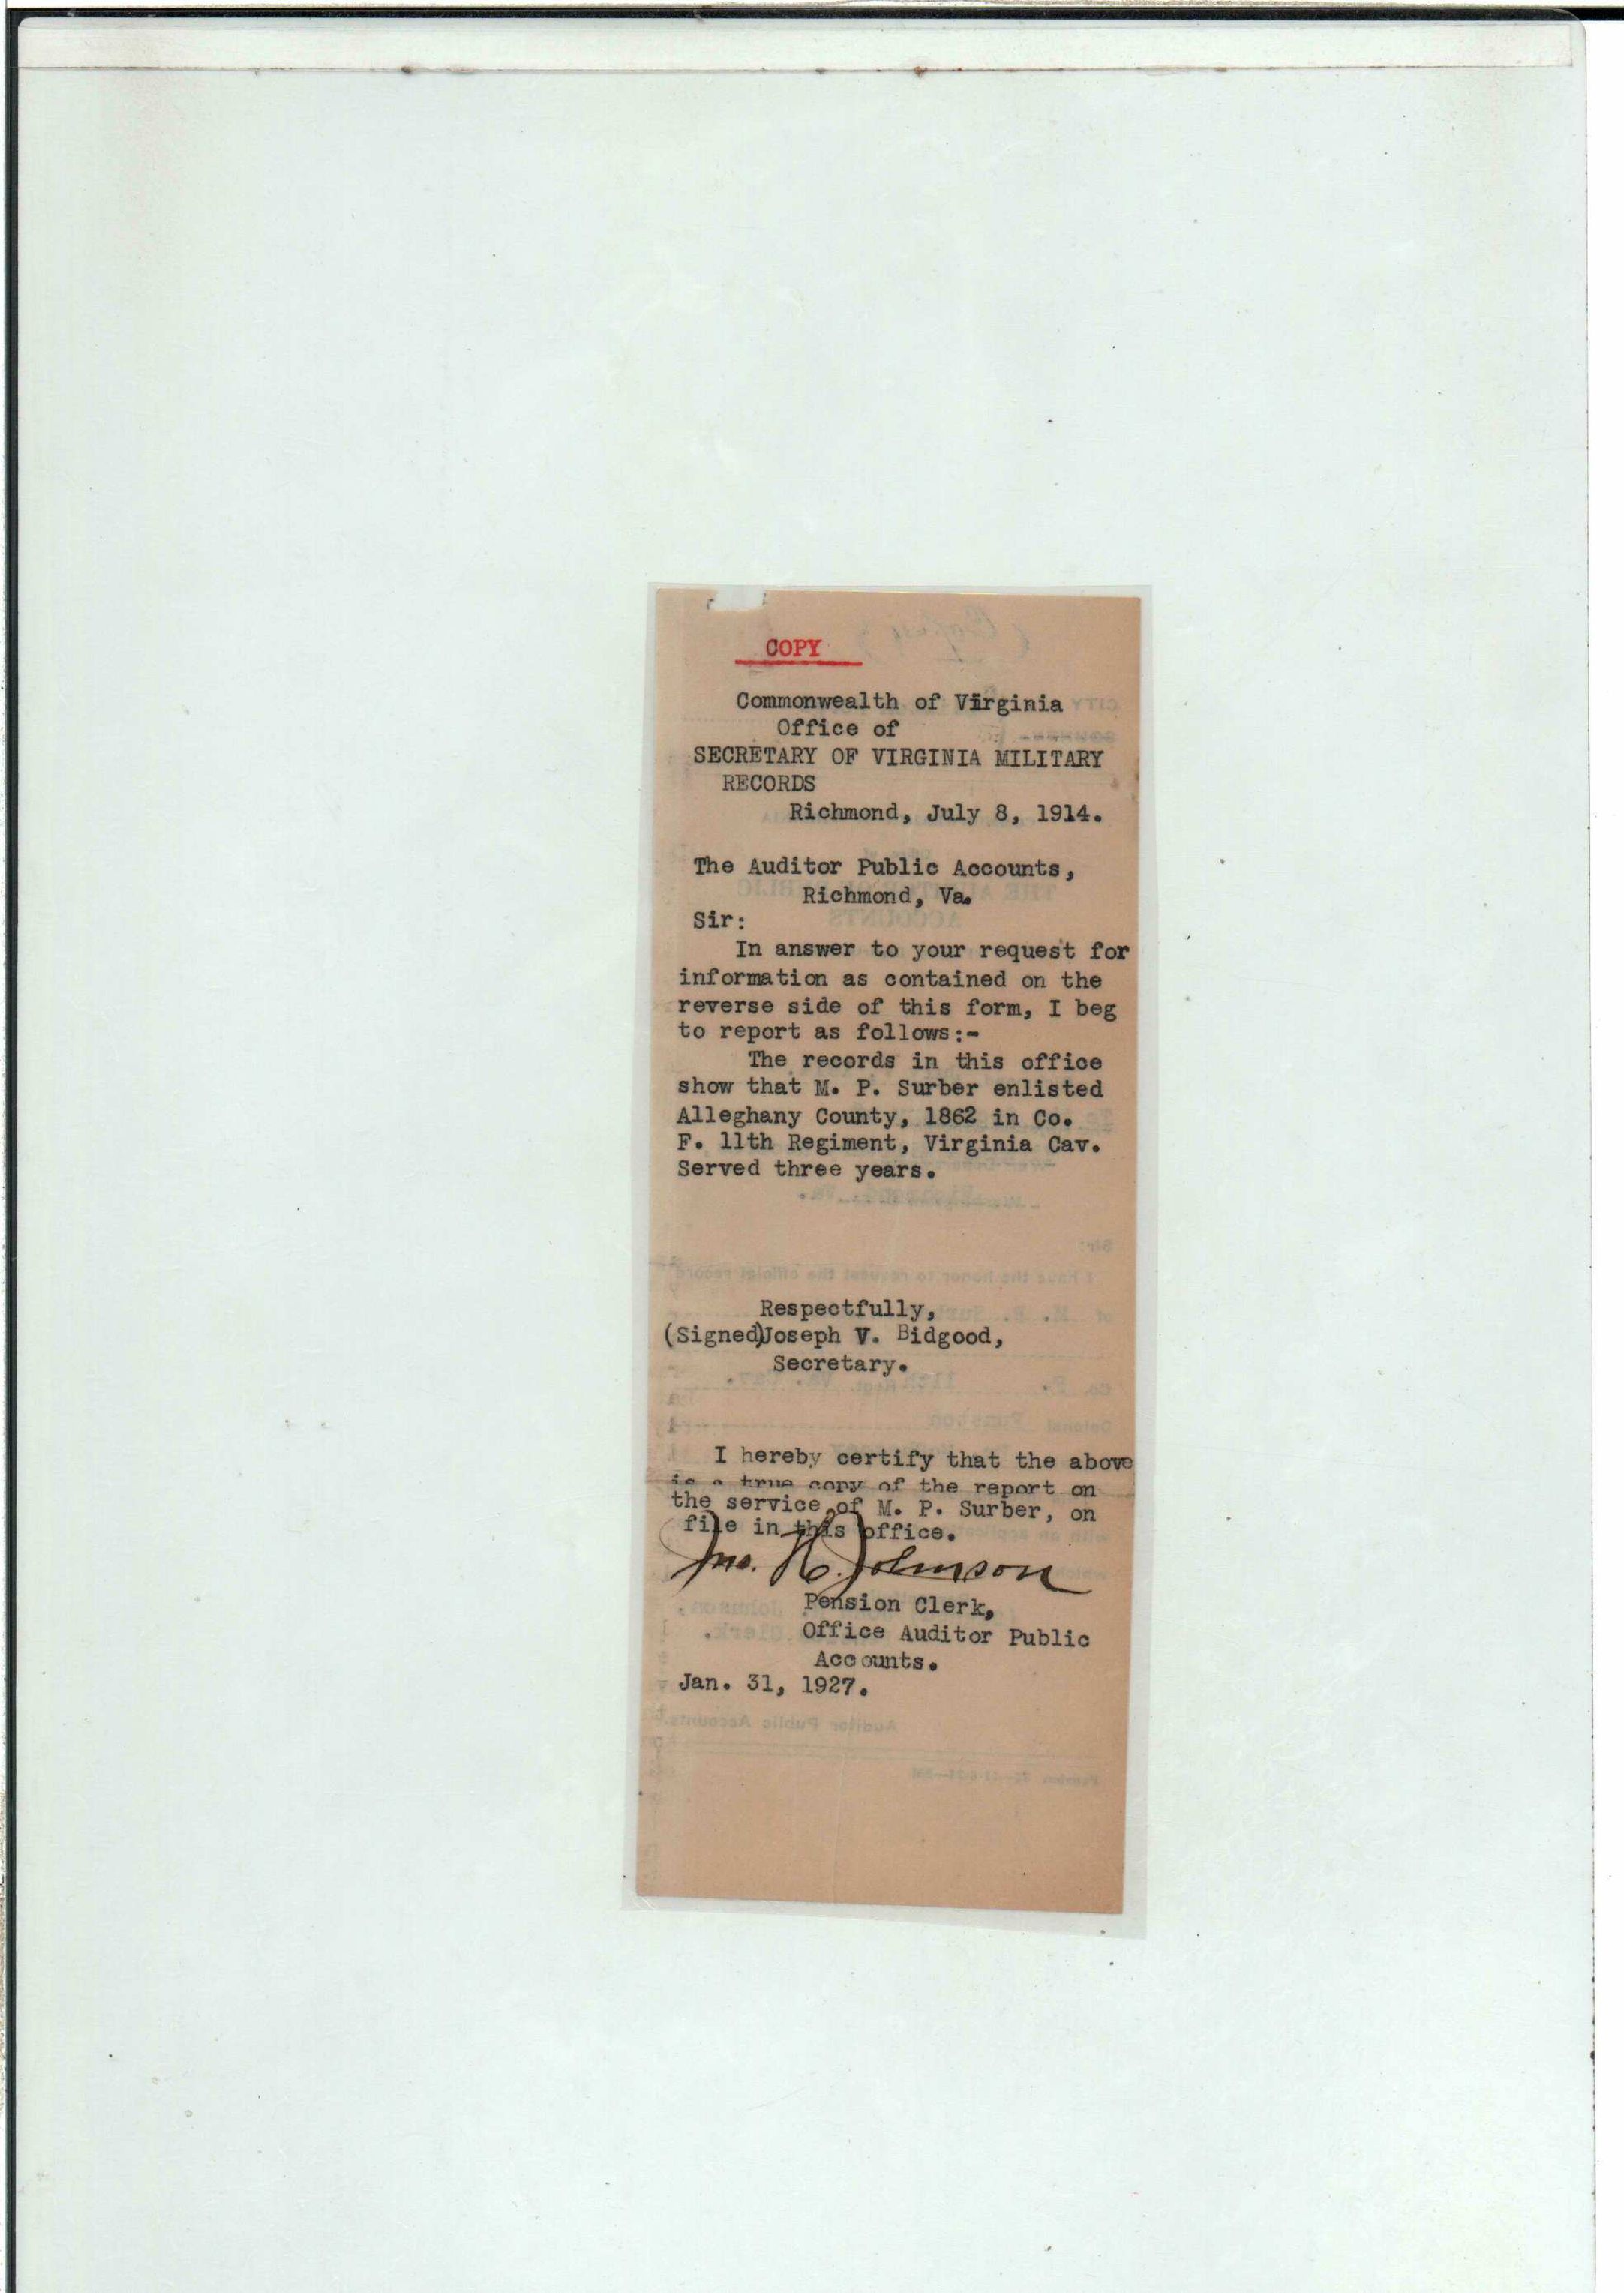 COPY
Commonwealth of Virginia
Office of
SECRETARY OF VIRGINIA MILITARY
RECORDS
Richmond, July 8, 1914.
The Auditor Public Accounts,
Richmond, Va.
Sir:
In answer to your request for
information as contained on the
reverse side of this form, I beg
to report as follows:-
The records in this office
show that M. P. Surber enlisted
Alleghany County, 1862 in Co.
F. 11th Regiment, Virginia Cav.
Served three years.
Respectfully,
(Signed)Joseph V. Bidgood,
Secretary.
I hereby certify that the above
is a true copy of the report on
the service of M. P. Surber, on
file in this office.
Jno. H. Johnson
Pension Clerk,
Office Auditor Public
Accounts.
Jan. 31, 1927.